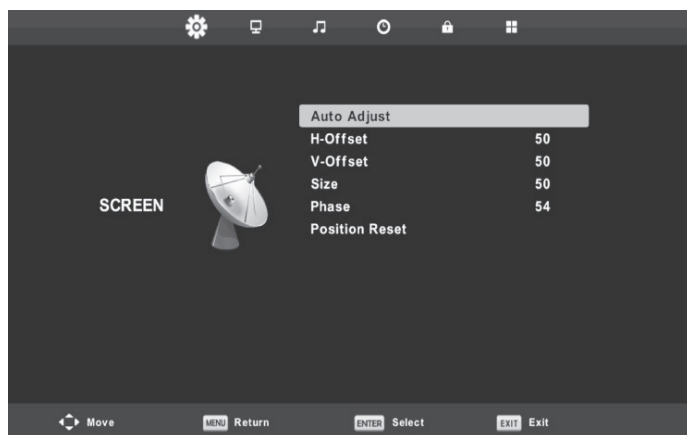 Auto Adjust
H-Offset 50
V-Offset 50
Size 50
SCREEN
Phase 54
Position Reset
Move MENU Return ENTER Select EXIT Exit